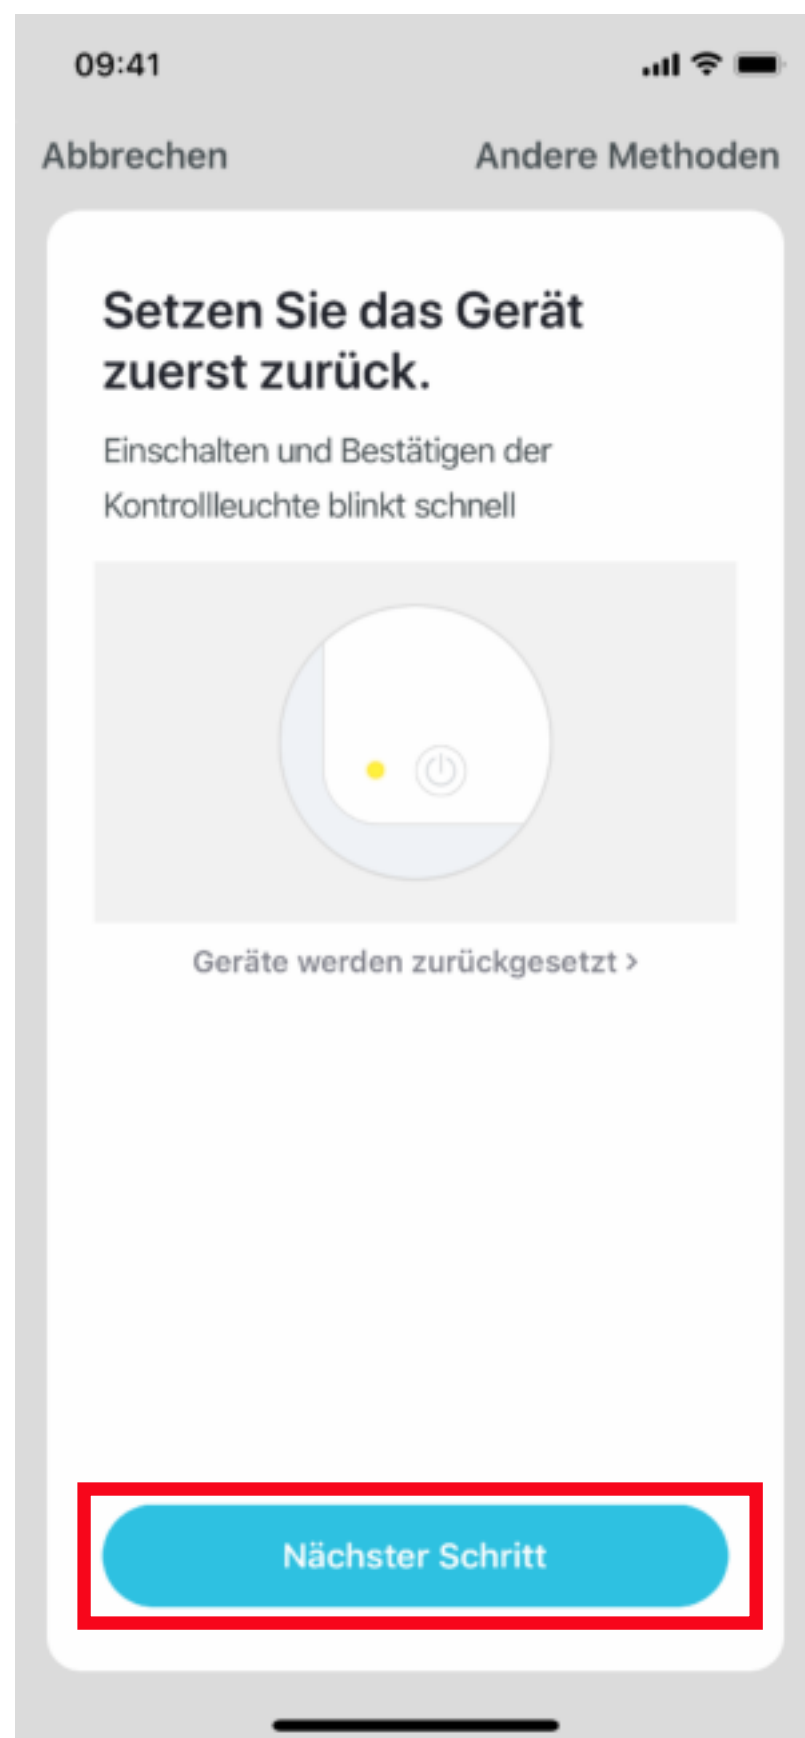 09:41
Abbrechen Andere Methoden
Setzen Sie das Gerät
zuerst zurück.
Einschalten und Bestätigen der
Kontrollleuchte blinkt schnell
Geräte werden zurückgesetzt >
Nächster Schritt